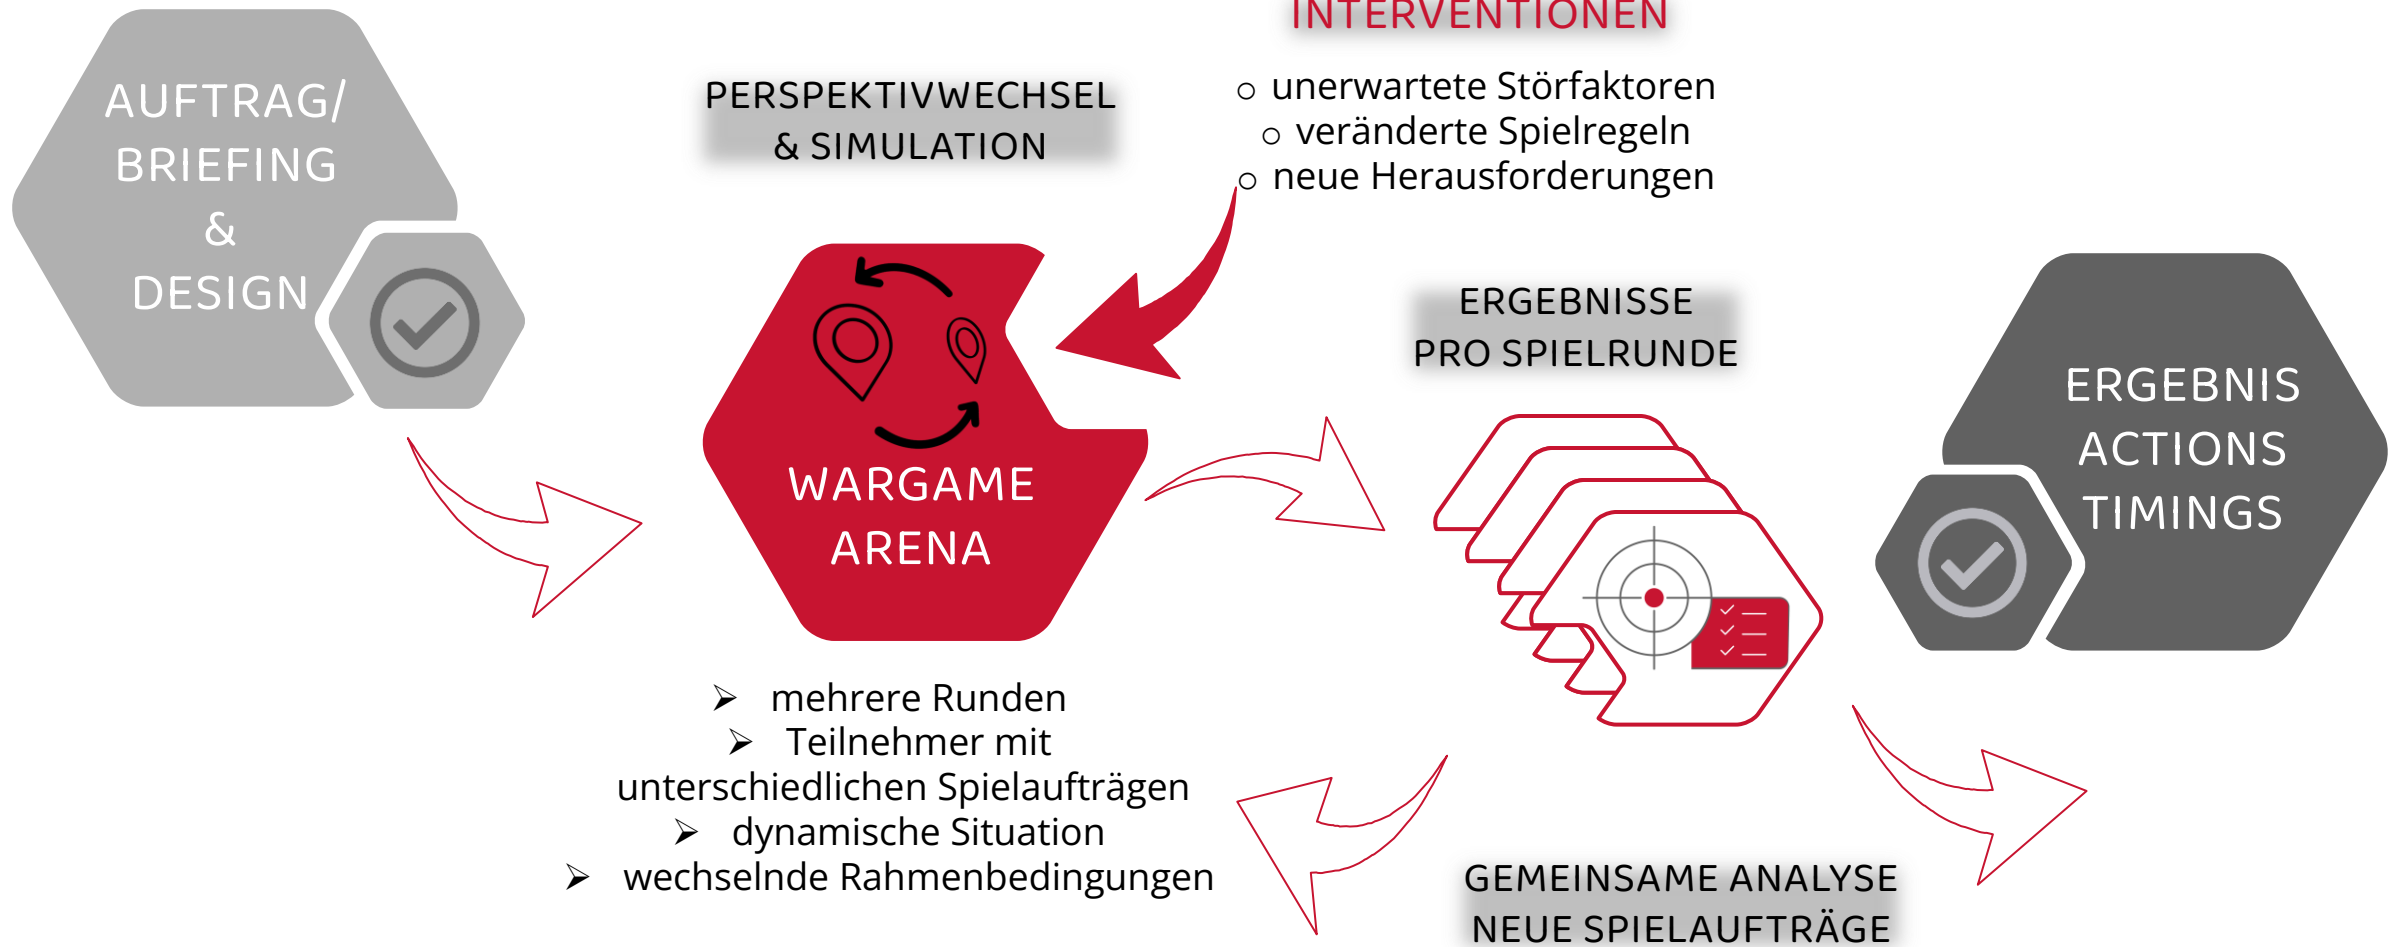 AUFTRAG/
BRIEFING
&
DESIGN
PERSPEKTIVWECHSEL
& SIMULATION
INTERVENTIONEN
o unerwartete Störfaktoren
o veränderte Spielregeln
o neue Herausforderungen
WARGAME
ARENA
➢ mehrere Runden
➢ Teilnehmer mit
unterschiedlichen Spielaufträgen
➢ dynamische Situation
➢ wechselnde Rahmenbedingungen
ERGEBNISSE
PRO SPIELRUNDE
GEMEINSAME ANALYSE
NEUE SPIELAUFTRÄGE
ERGEBNIS
ACTIONS
TIMINGS